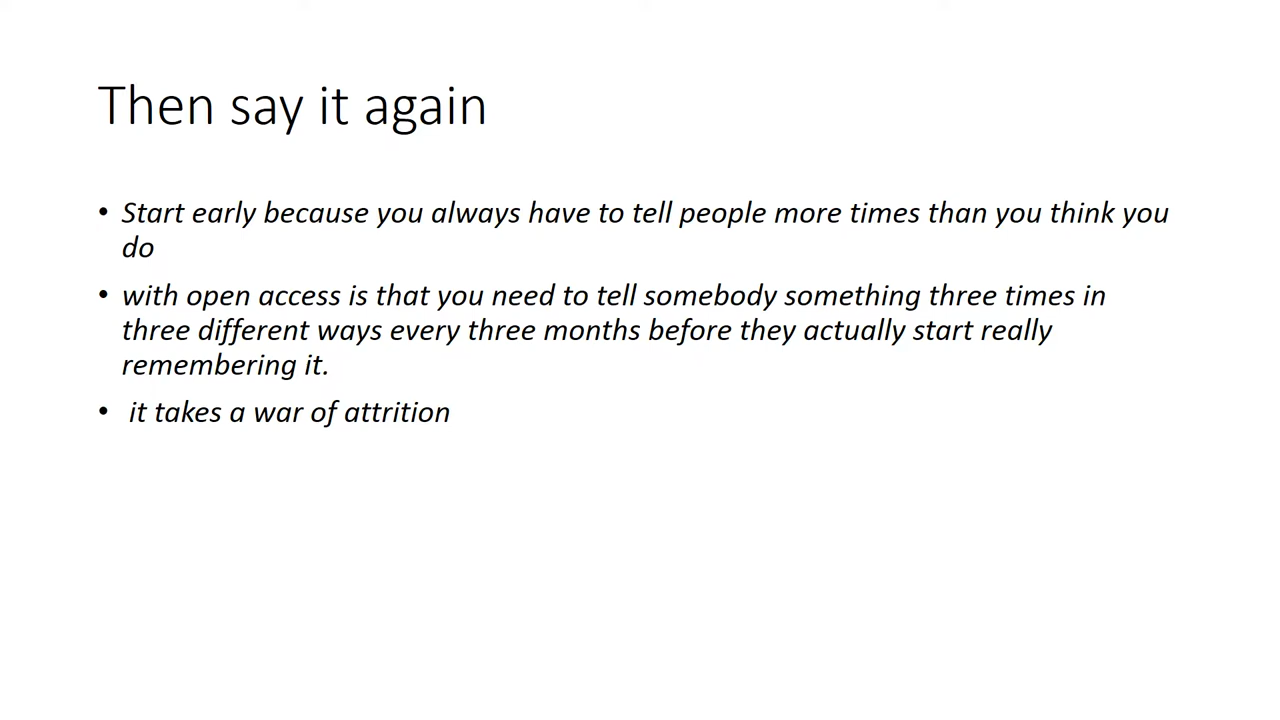 Then say it again
• Start early because you always have to tell people more times than you think you
do
• with open access is that you need to tell somebody something three times in
three different ways every three months before they actually start really
remembering it.
• it takes a war of attrition